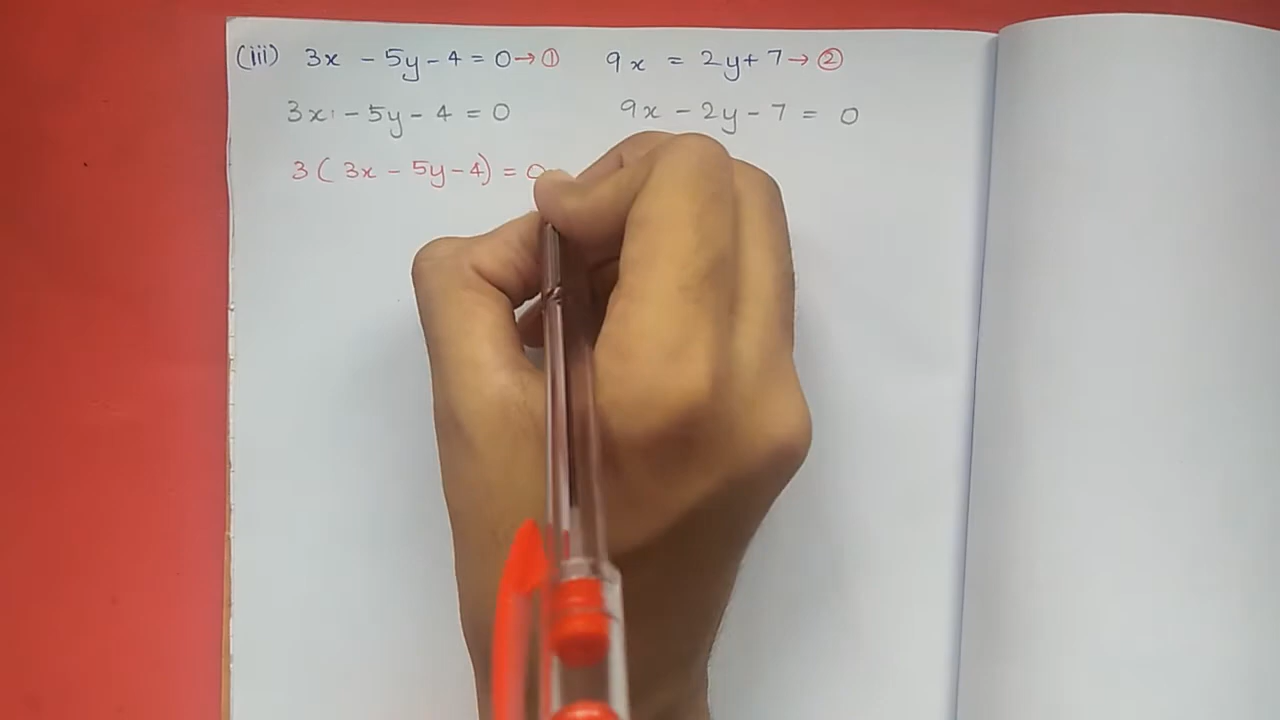 (iii) 3x - 5y - 4 = 0 → ① 9x = 2y + 7 → ②
3x - 5y - 4 = 0 9x - 2y - 7 = 0
3( 3x - 5y - 4) = 0